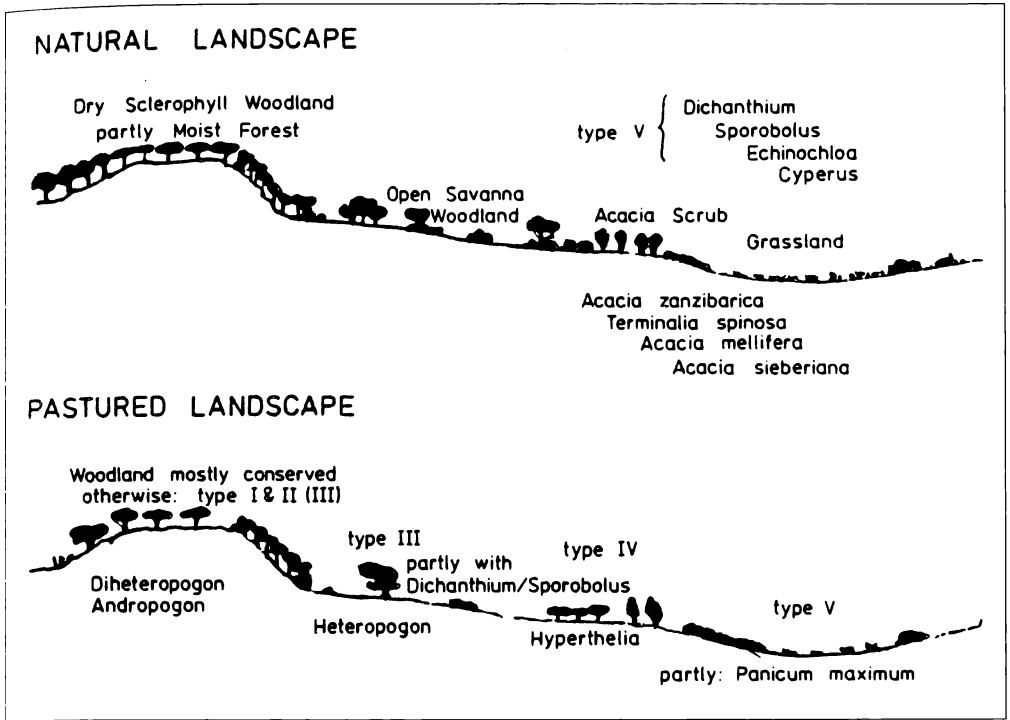 NATURAL LANDSCAPE
Dry Sclerophyll Woodland
partly Moist Forest
type V
Dichanthium
Sporobolus
Echinochloa
Cyperus
Open Savanna
Woodland
Acacia Scrub
Grassland
Acacia zanzibarica
Terminalia spinosa
Acacia mellifera
Acacia sieberiana
PASTURED LANDSCAPE
Woodland mostly conserved
otherwise: type I & II (III)
type III
partly with
Dichanthium/Sporobolus
type IV
type V
Diheteropogon
Andropogon
Heteropogon
Hyperthelia
partly: Panicum maximum